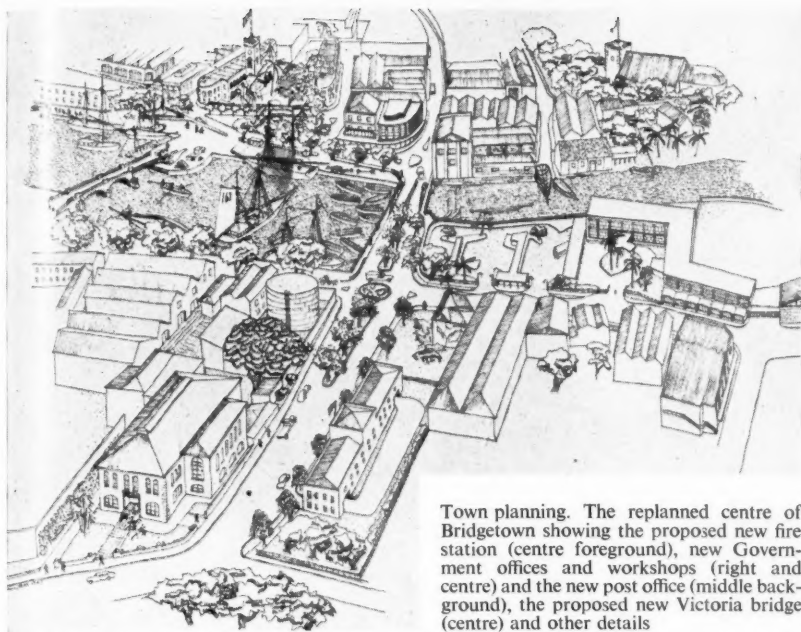 Town planning. The replanned centre of
Bridgetown showing the proposed new fire
station (centre foreground), new Govern-
ment offices and workshops (right and
centre) and the new post office (middle back-
ground), the proposed new Victoria bridge
(centre) and other details